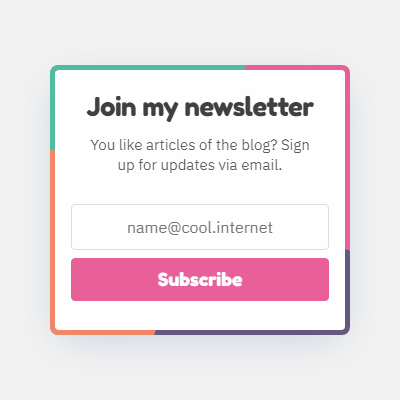 Join my newsletter
You like articles of the blog? Sign
up for updates via email.
name@cool.internet
Subscribe